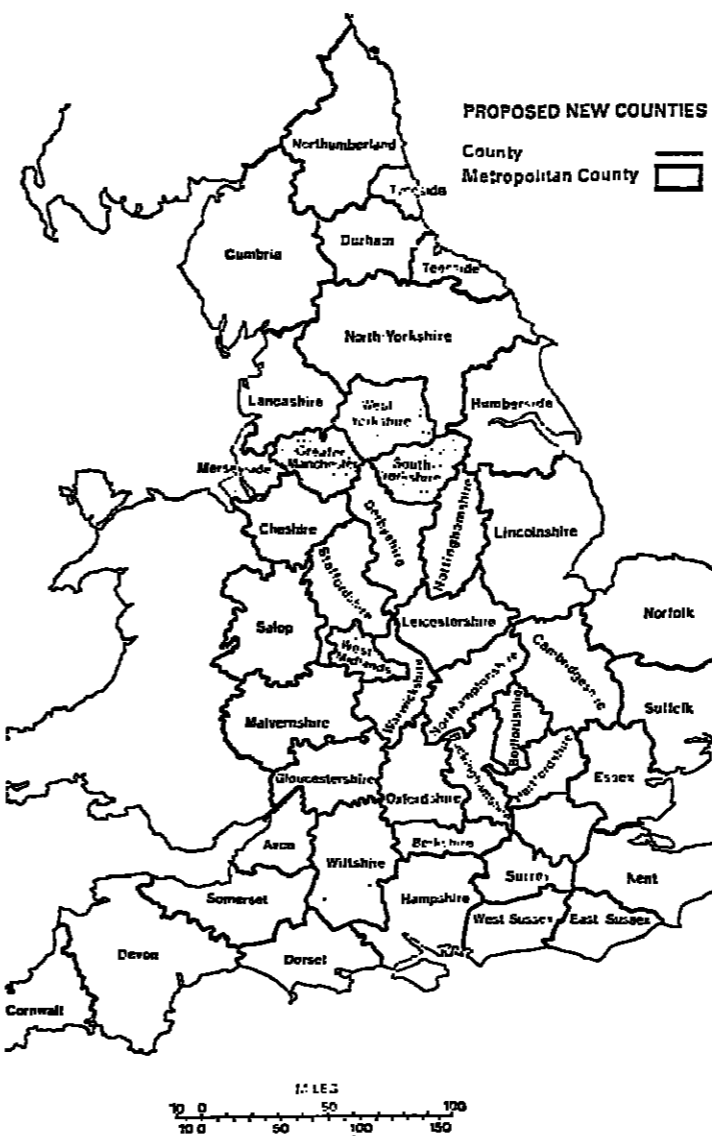 PROPOSED NEW COUNTIES
County
Metropolitan County
Northumberland
Durham
Teesside
Cumbria
North Yorkshire
Lancashire
West
Yorkshire
Humberside
Merseyside
Greater
Manchester
South
Yorkshire
Cheshire
Derbyshire
Nottinghamshire
Lincolnshire
Staffordshire
Salop
Leicestershire
Norfolk
West
Midlands
Cambridgeshire
Warwickshire
Northamptonshire
Suffolk
Malvernshire
Bedfordshire
Gloucestershire
Oxfordshire
Buckinghamshire
Hertfordshire
Essex
Avon
Wiltshire
Berkshire
Surrey
Kent
Somerset
Hampshire
West Sussex
East Sussex
Devon
Dorset
Cornwall
MILES
10 0 50 100
10 0 50 100 150